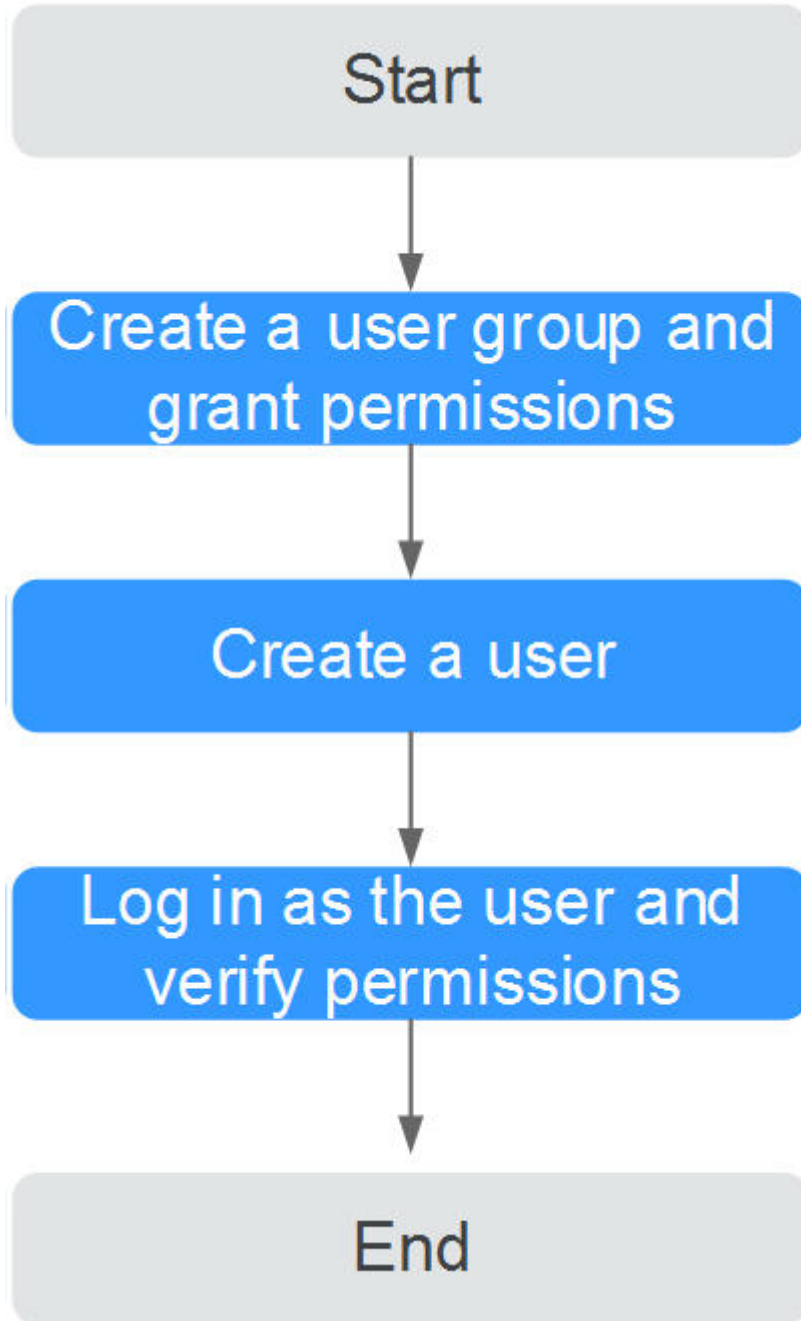 Start
Create a user group and
grant permissions
Create a user
Log in as the user and
verify permissions
End